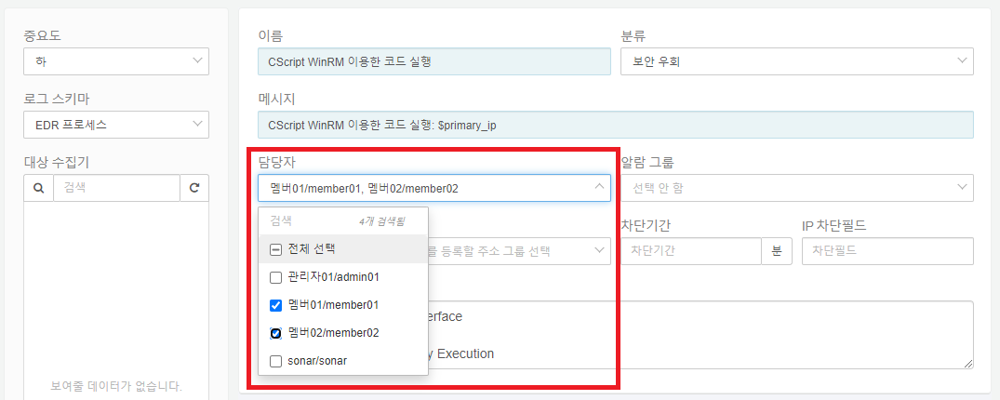 중요도
하
로그 스키마
EDR 프로세스
대상 수집기
검색
보여줄 데이터가 없습니다.
이름
CScript WinRM 이용한 코드 실행
분류
보안 우회
메시지
CScript WinRM 이용한 코드 실행: $primary_ip
담당자
멤버01/member01, 멤버02/member02
알람 그룹
선택 안 함
검색
4개 검색됨
전체 선택
관리자01/admin01
멤버01/member01
멤버02/member02
sonar/sonar
등록할 주소 그룹 선택
차단기간
차단기간
분
IP 차단필드
차단필드
erface
y Execution